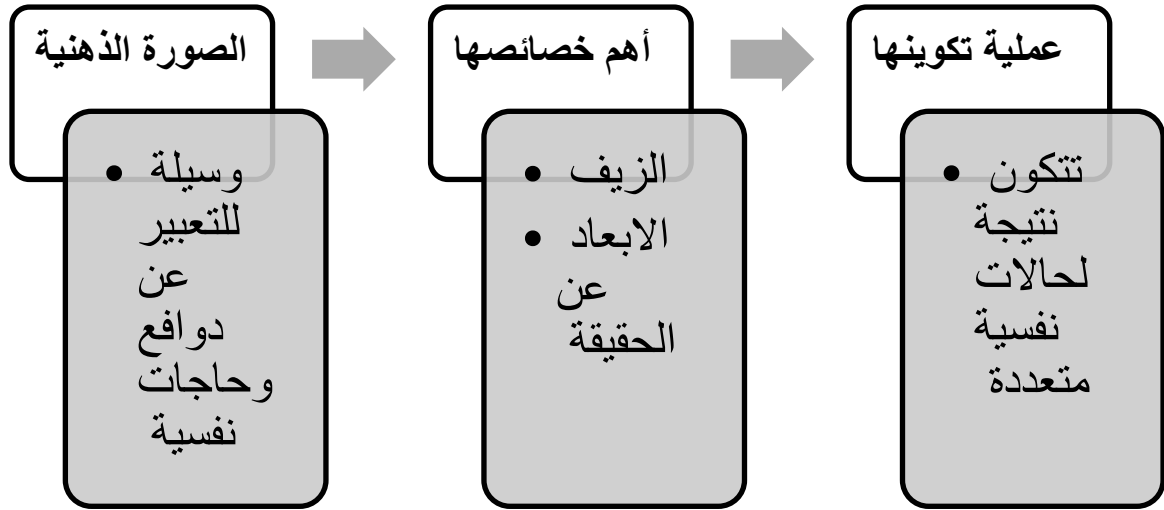 الصورة الذهنية
• وسيلة
للتعبير
عن
دوافع
وحاجات
نفسية
أهم خصائصها
• الزيف
• الابعاد
عن
الحقيقة
عملية تكوينها
• تتكون
نتيجة
لحالات
نفسية
متعددة